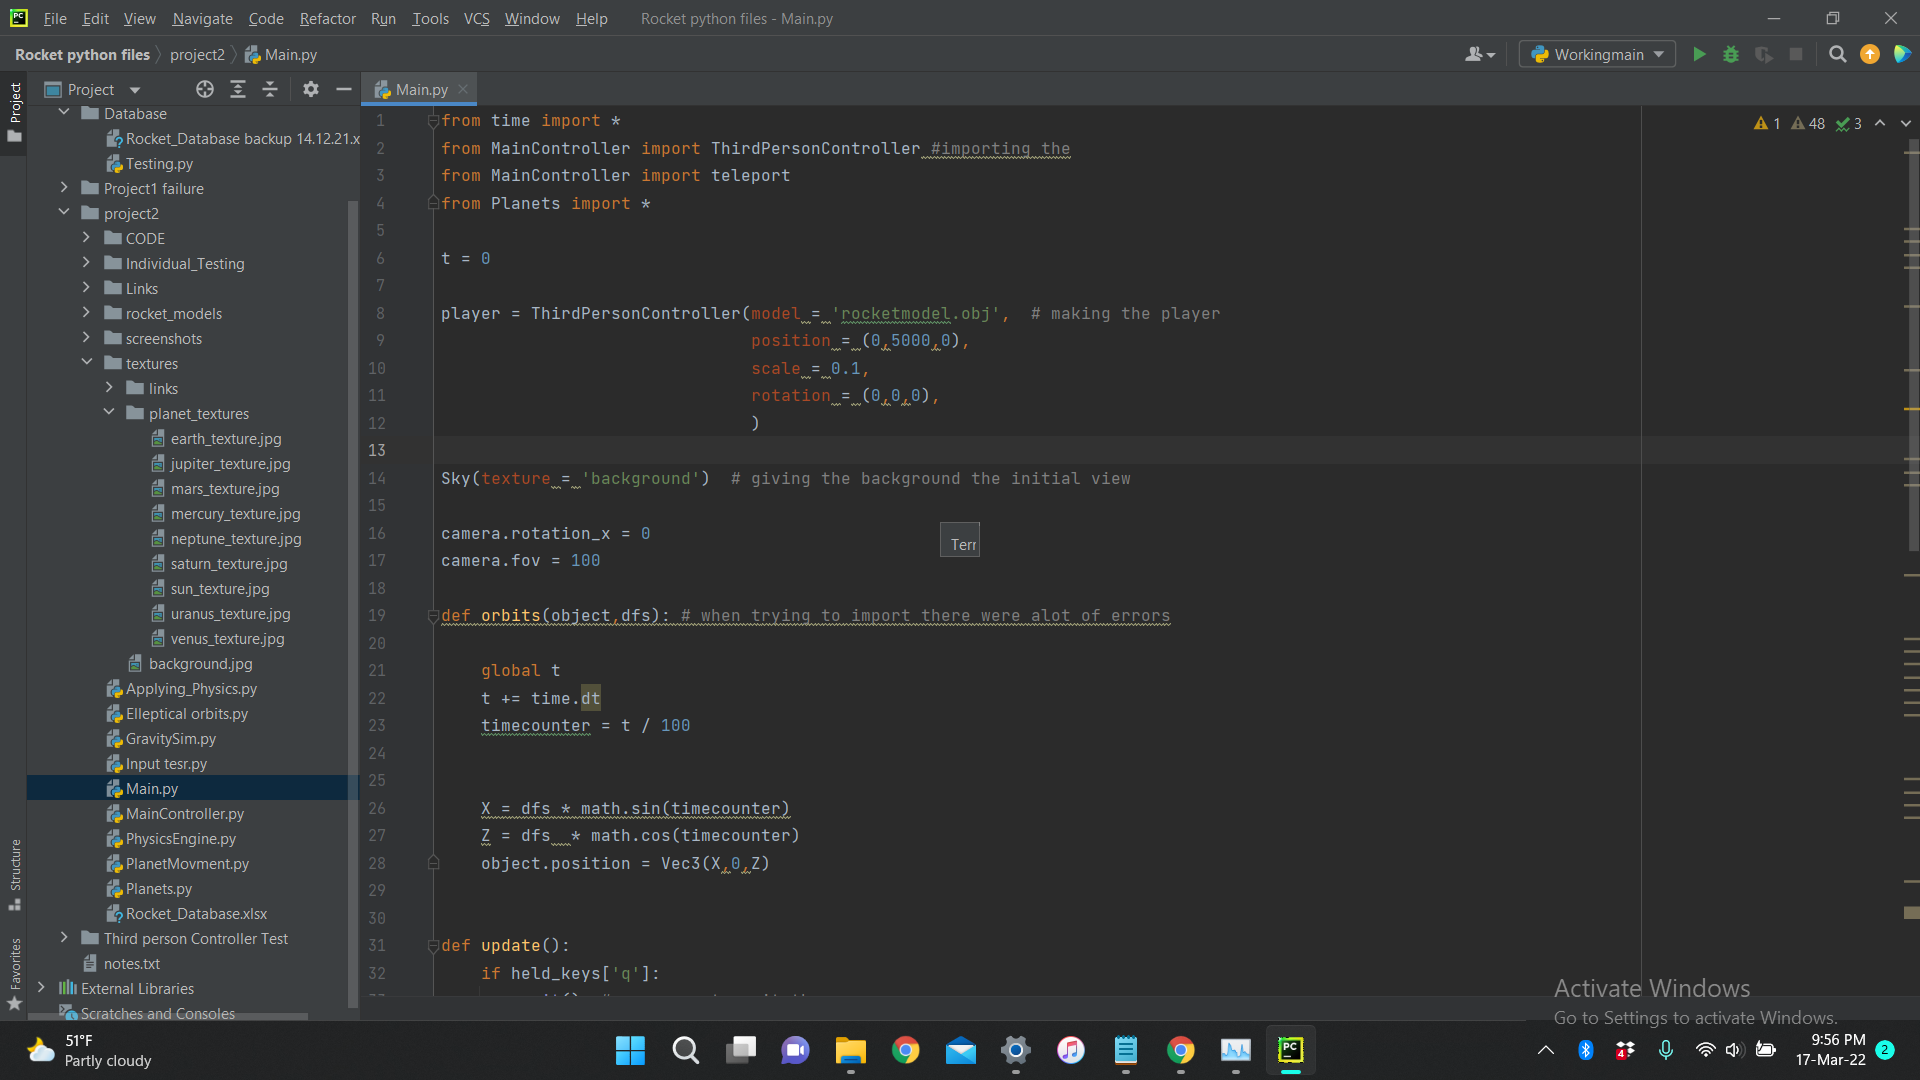 File Edit View Navigate Code Refactor Run Tools VCS Window Help Rocket python files - Main.py
Rocket python files project2 Main.py Workingmain
Project Main.py
Project
Structure
Favorites
Database
Rocket_Database backup 14.12.21.x
Testing.py
Project1 failure
project2
CODE
Individual_Testing
Links
rocket_models
screenshots
textures
links
planet_textures
earth_texture.jpg
jupiter_texture.jpg
mars_texture.jpg
mercury_texture.jpg
neptune_texture.jpg
saturn_texture.jpg
sun_texture.jpg
uranus_texture.jpg
venus_texture.jpg
background.jpg
Applying_Physics.py
Elleptical orbits.py
GravitySim.py
Input tesr.py
Main.py
MainController.py
PhysicsEngine.py
PlanetMovment.py
Planets.py
Rocket_Database.xlsx
Third person Controller Test
notes.txt
External Libraries
Scratches and Consoles
1 48 3
1 from time import *
2 from MainController import ThirdPersonController #importing the
3 from MainController import teleport
4 from Planets import *
5
6 t = 0
7
8 player = ThirdPersonController(model = 'rocketmodel.obj', # making the player
9 position = (0,5000,0),
10 scale = 0.1,
11 rotation = (0,0,0),
12 )
13
14 Sky(texture = 'background') # giving the background the initial view
15
16 camera.rotation_x = 0
17 camera.fov = 100
18
19 def orbits(object,dfs): # when trying to import there were alot of errors
20
21 global t
22 t += time.dt
23 timecounter = t / 100
24
25
26 X = dfs * math.sin(timecounter)
27 Z = dfs * math.cos(timecounter)
28 object.position = Vec3(X,0,Z)
29
30
31 def update():
32 if held_keys['q']:
Activate Windows
Go to Settings to activate Windows.
51°F
Partly cloudy
PC
4
9:56 PM
17-Mar-22
2